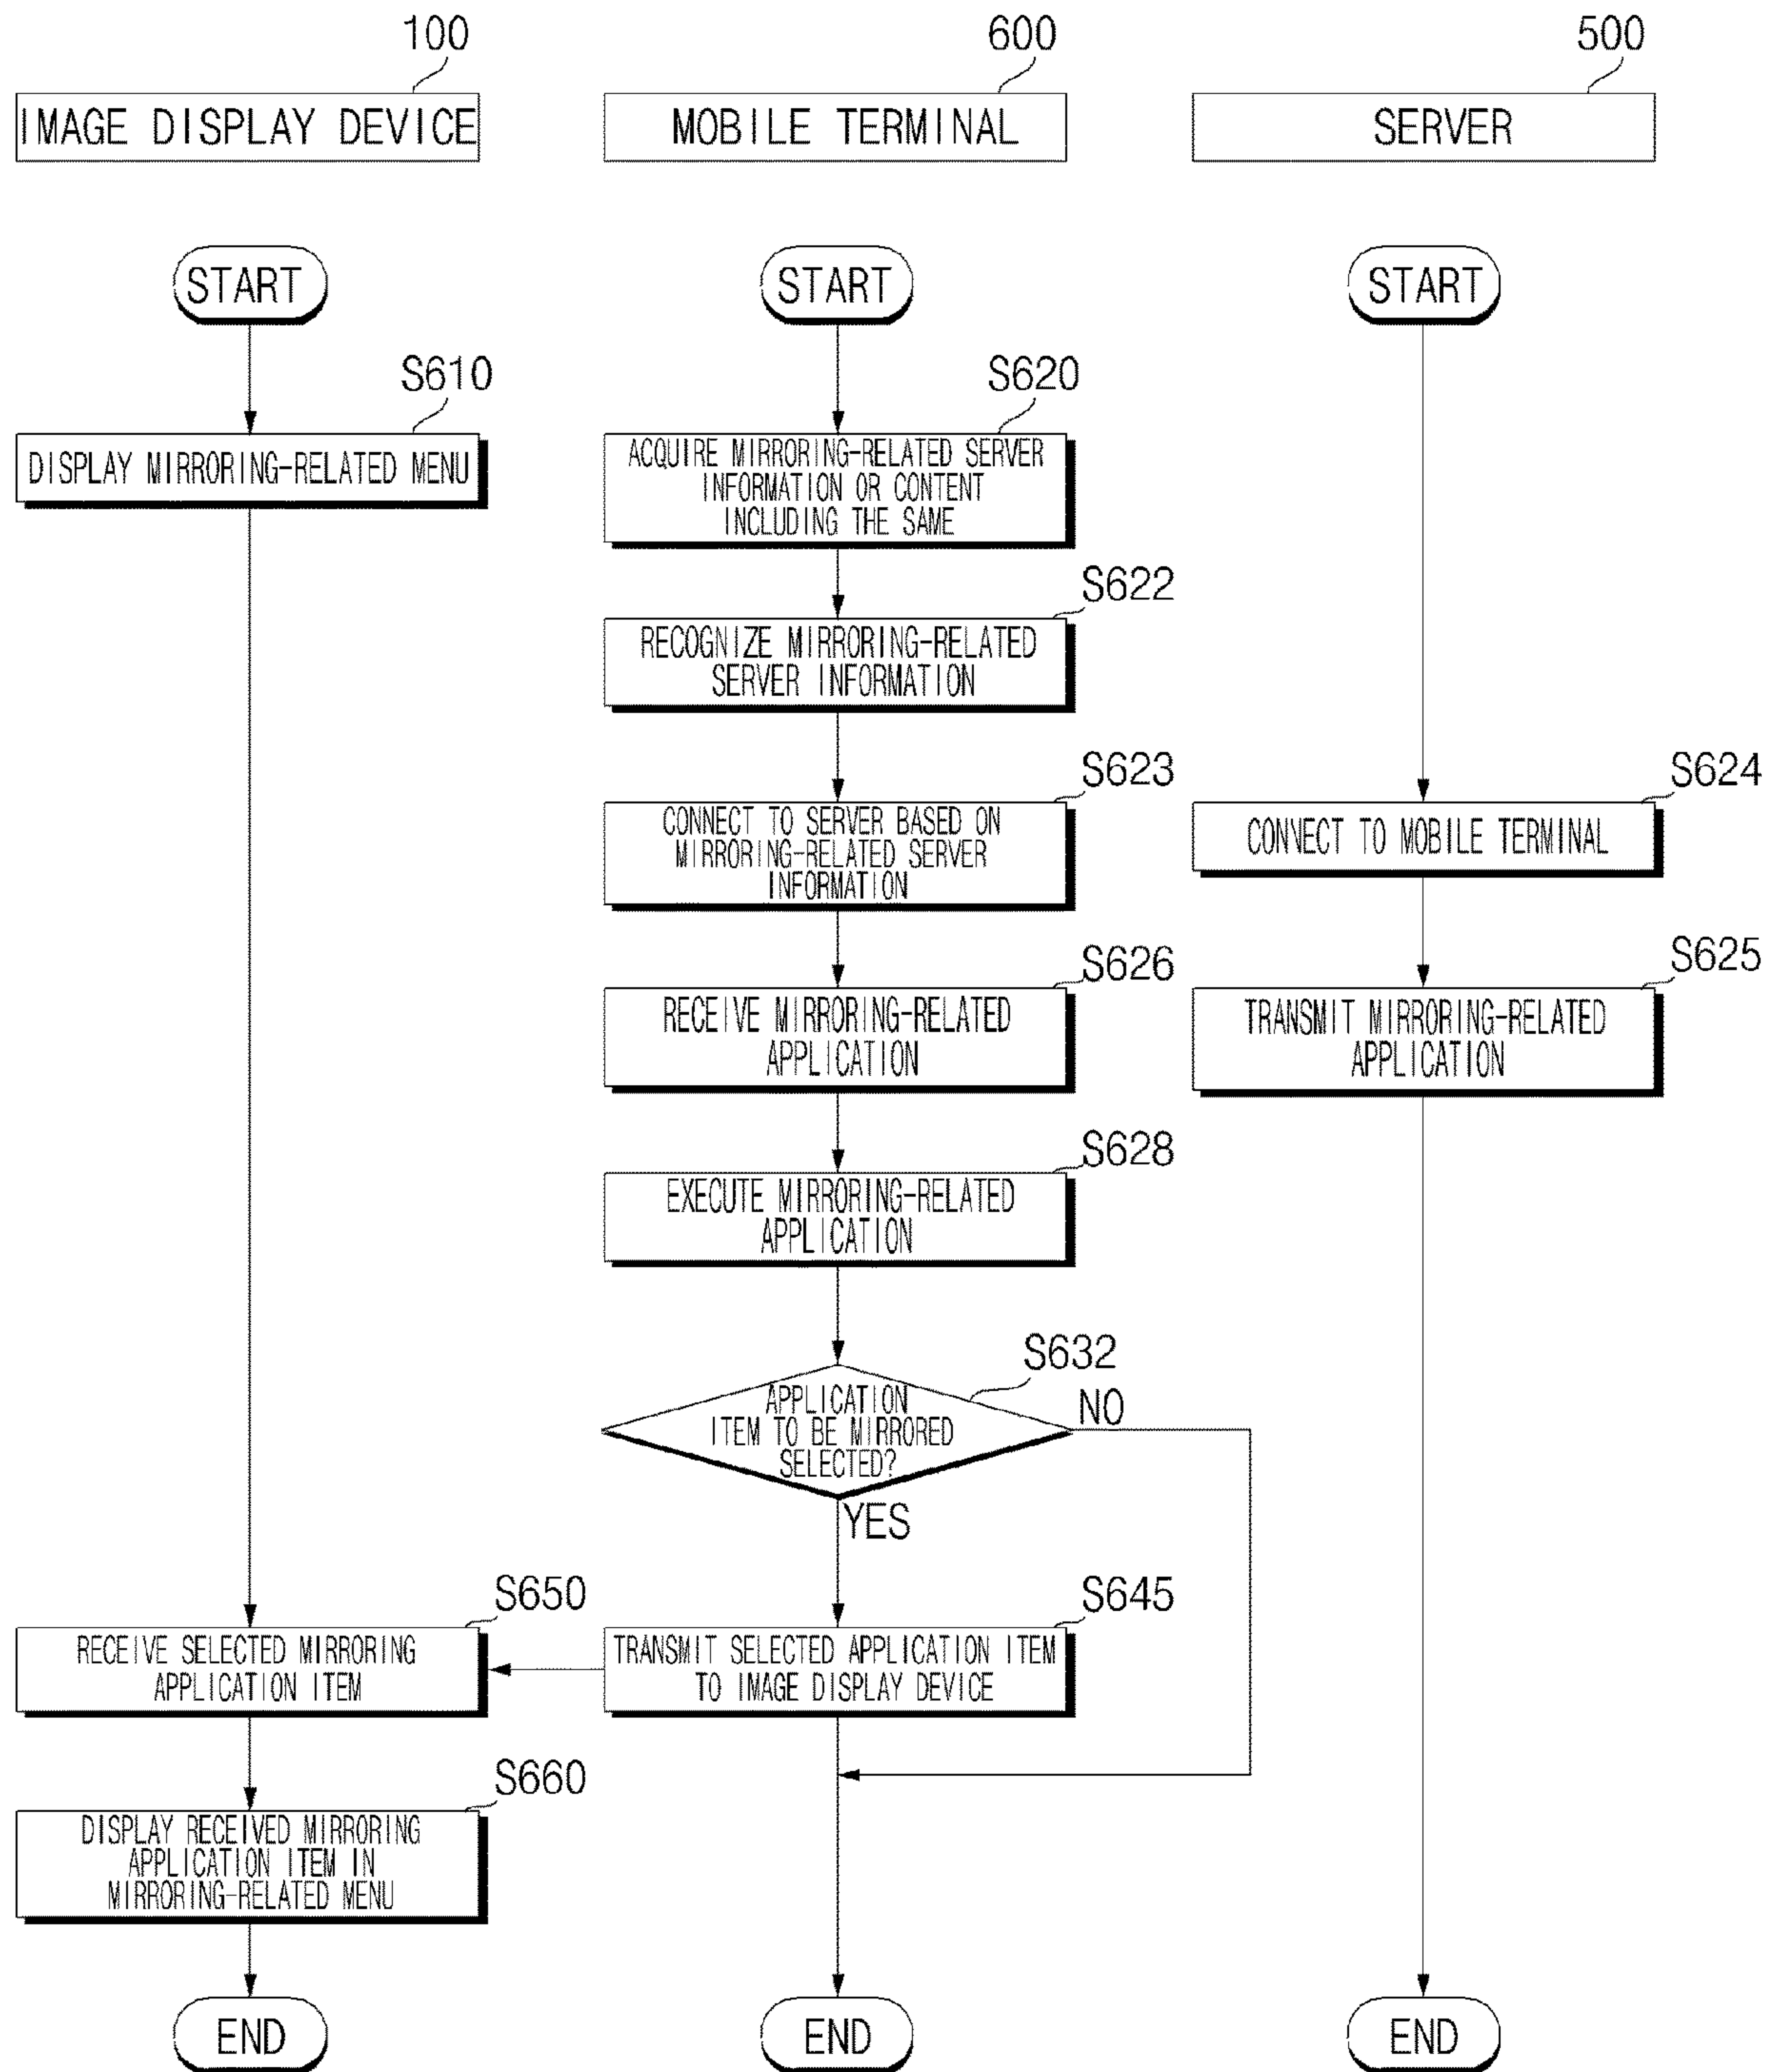 100
600
500
IMAGE DISPLAY DEVICE
MOBILE TERMINAL
SERVER
START
START
START
S610
S620
DISPLAY MIRRORING-RELATED MENU
ACQUIRE MIRRORING-RELATED SERVER
INFORMATION OR CONTENT
INCLUDING THE SAME
S622
RECOGNIZE MIRRORING-RELATED
SERVER INFORMATION
S623
S624
CONNECT TO SERVER BASED ON
MIRRORING-RELATED SERVER
INFORMATION
CONNECT TO MOBILE TERMINAL
S626
S625
RECEIVE MIRRORING-RELATED
APPLICATION
TRANSMIT MIRRORING-RELATED
APPLICATION
S628
EXECUTE MIRRORING-RELATED
APPLICATION
S632
APPLICATION
ITEM TO BE MIRRORED
SELECTED?
NO
YES
S650
S645
RECEIVE SELECTED MIRRORING
APPLICATION ITEM
TRANSMIT SELECTED APPLICATION ITEM
TO IMAGE DISPLAY DEVICE
S660
DISPLAY RECEIVED MIRRORING
APPLICATION ITEM IN
MIRRORING-RELATED MENU
END
END
END